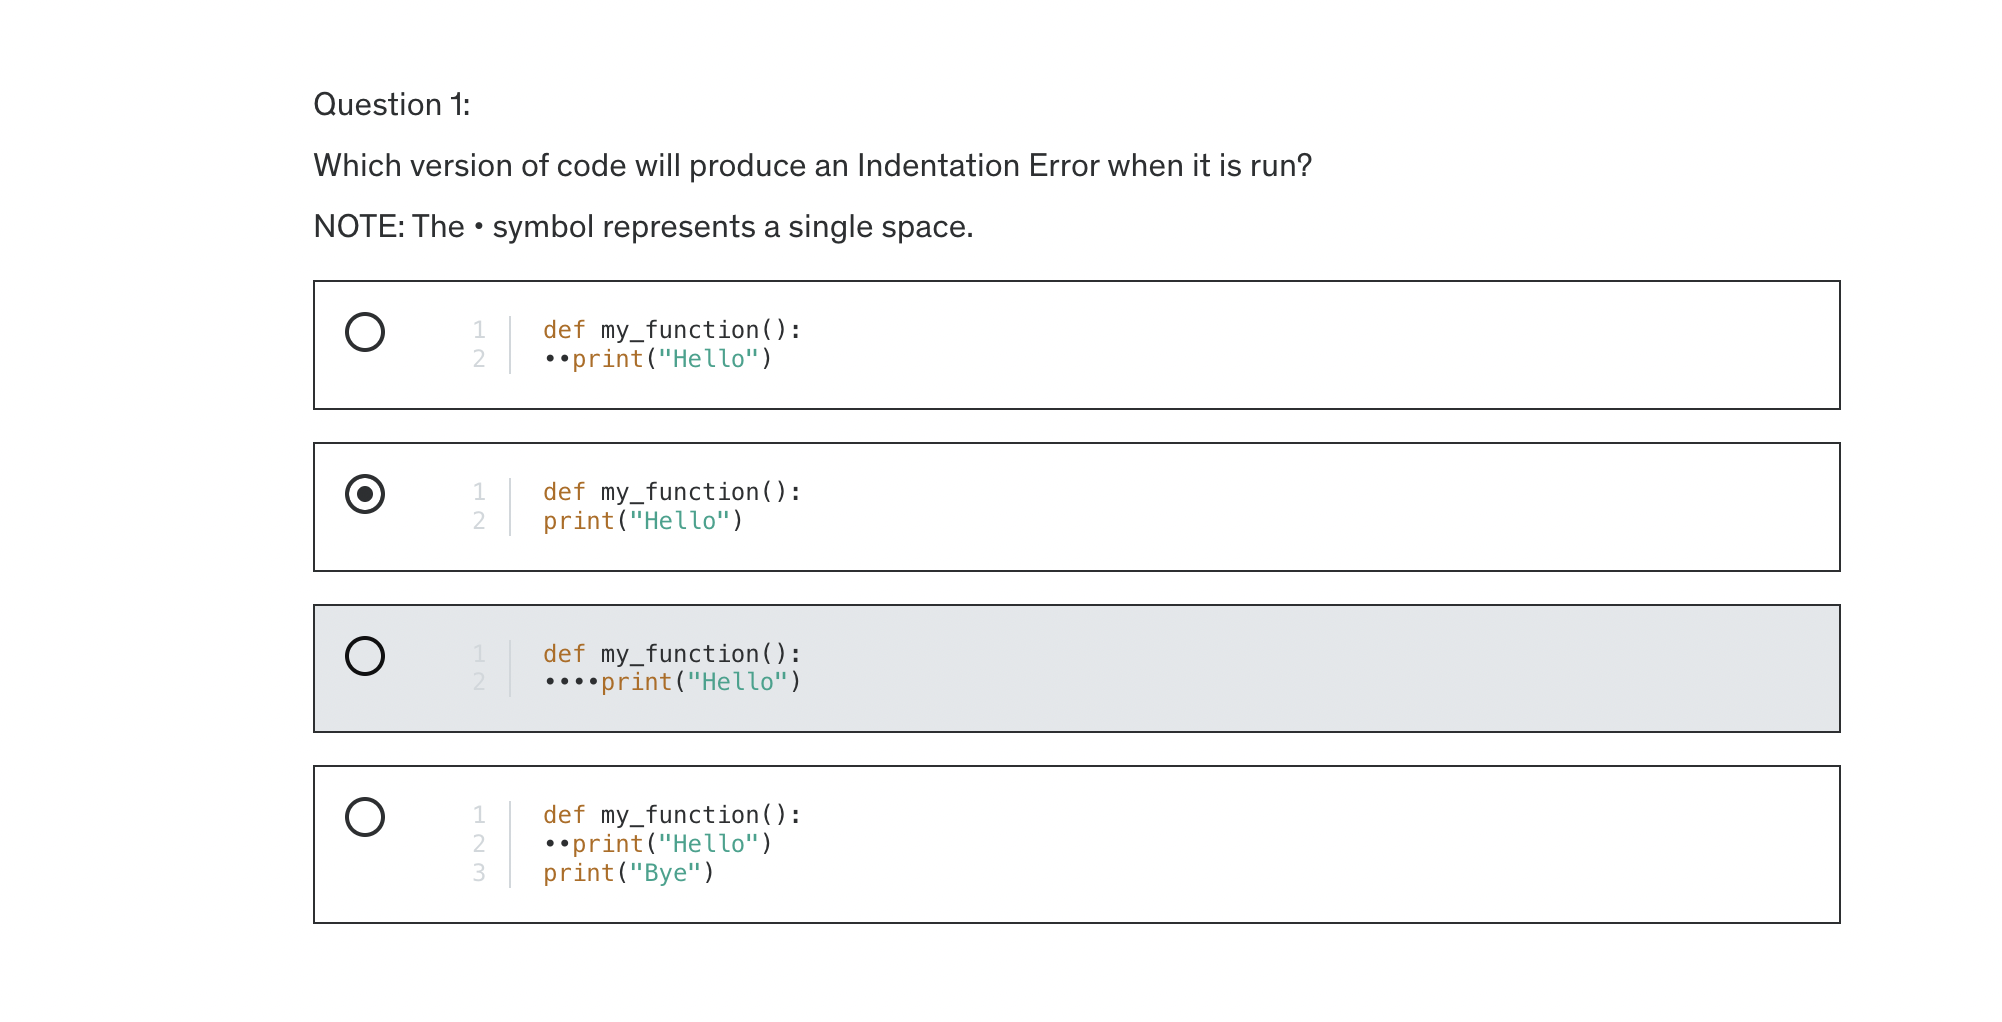 Question 1:
Which version of code will produce an Indentation Error when it is run?
NOTE: The • symbol represents a single space.
1 def my_function():
2 ••print("Hello")
1 def my_function():
2 print("Hello")
1 def my_function():
2 ••••print("Hello")
1 def my_function():
2 ••print("Hello")
3 print("Bye")